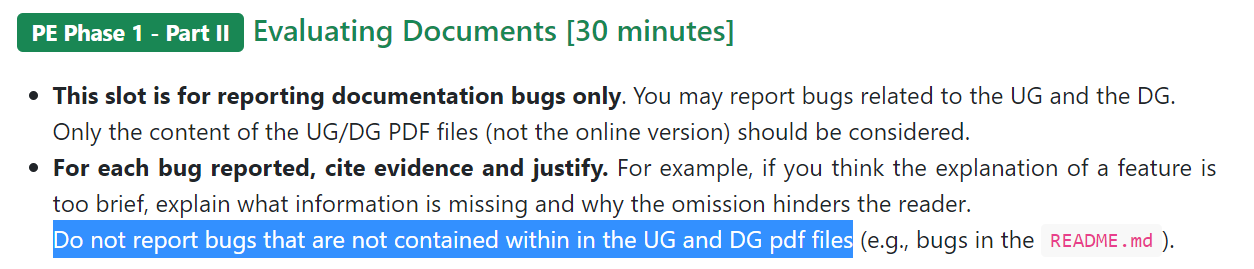 PE Phase 1 - Part II Evaluating Documents [30 minutes]
• This slot is for reporting documentation bugs only. You may report bugs related to the UG and the DG.
Only the content of the UG/DG PDF files (not the online version) should be considered.
• For each bug reported, cite evidence and justify. For example, if you think the explanation of a feature is
too brief, explain what information is missing and why the omission hinders the reader.
Do not report bugs that are not contained within in the UG and DG pdf files (e.g., bugs in the README.md ).